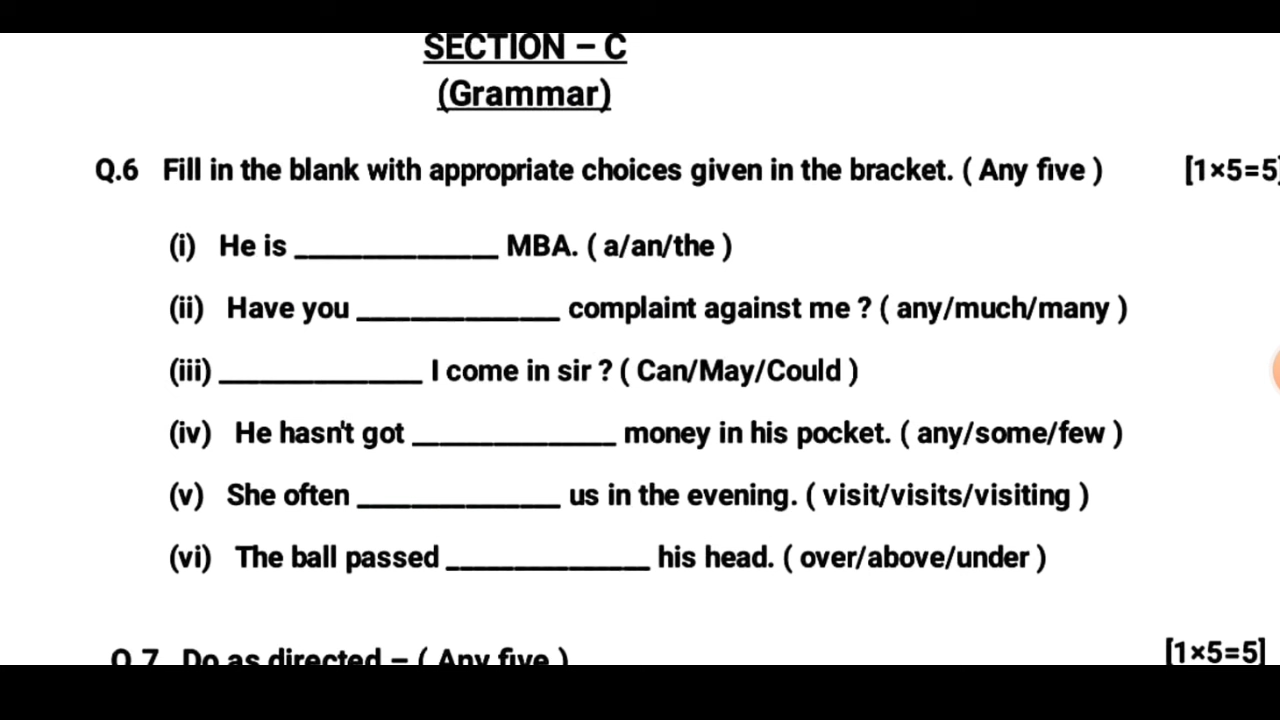 SECTION – C
(Grammar)
Q.6 Fill in the blank with appropriate choices given in the bracket. ( Any five ) [1×5=5]
(i) He is ______________ MBA. ( a/an/the )
(ii) Have you ______________ complaint against me ? ( any/much/many )
(iii) ______________ I come in sir ? ( Can/May/Could )
(iv) He hasn't got ______________ money in his pocket. ( any/some/few )
(v) She often ______________ us in the evening. ( visit/visits/visiting )
(vi) The ball passed ______________ his head. ( over/above/under )
Q.7 Do as directed – ( Any five ) [1×5=5]